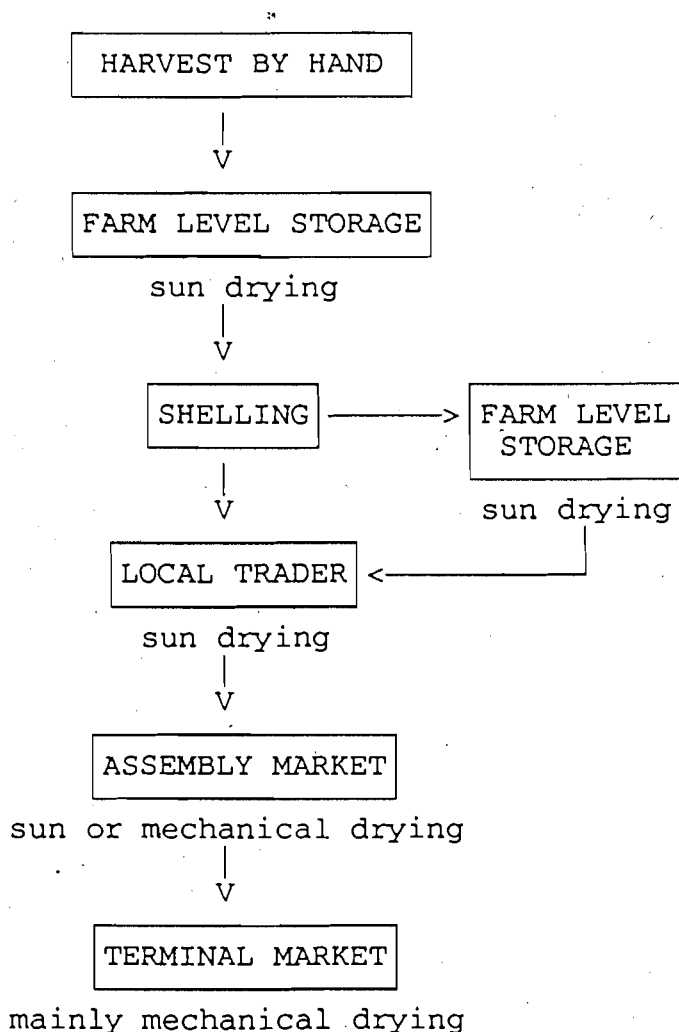 HARVEST BY HAND
V
FARM LEVEL STORAGE
sun drying
V
SHELLING
>
FARM LEVEL
STORAGE
V
sun drying
LOCAL TRADER
<
sun drying
V
ASSEMBLY MARKET
sun or mechanical drying
V
TERMINAL MARKET
mainly mechanical drying